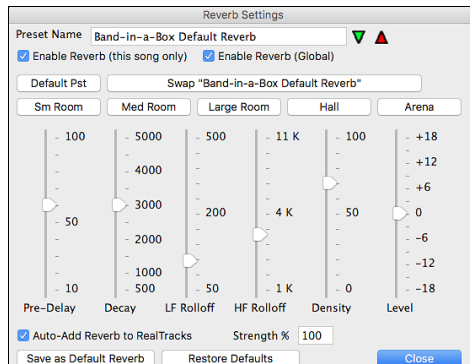 Reverb Settings
Preset Name Band-in-a-Box Default Reverb
Enable Reverb (this song only) Enable Reverb (Global)
Default Pst Swap "Band-in-a-Box Default Reverb"
Sm Room Med Room Large Room Hall Arena
100 5000 500 11 K 100 +18
4000 +12
+6
50 3000 200 4 K 50 0
2000 -6
1000 -12
10 500 50 1 K 0 -18
Pre-Delay Decay LF Rolloff HF Rolloff Density Level
Auto-Add Reverb to RealTracks Strength % 100
Save as Default Reverb Restore Defaults Close